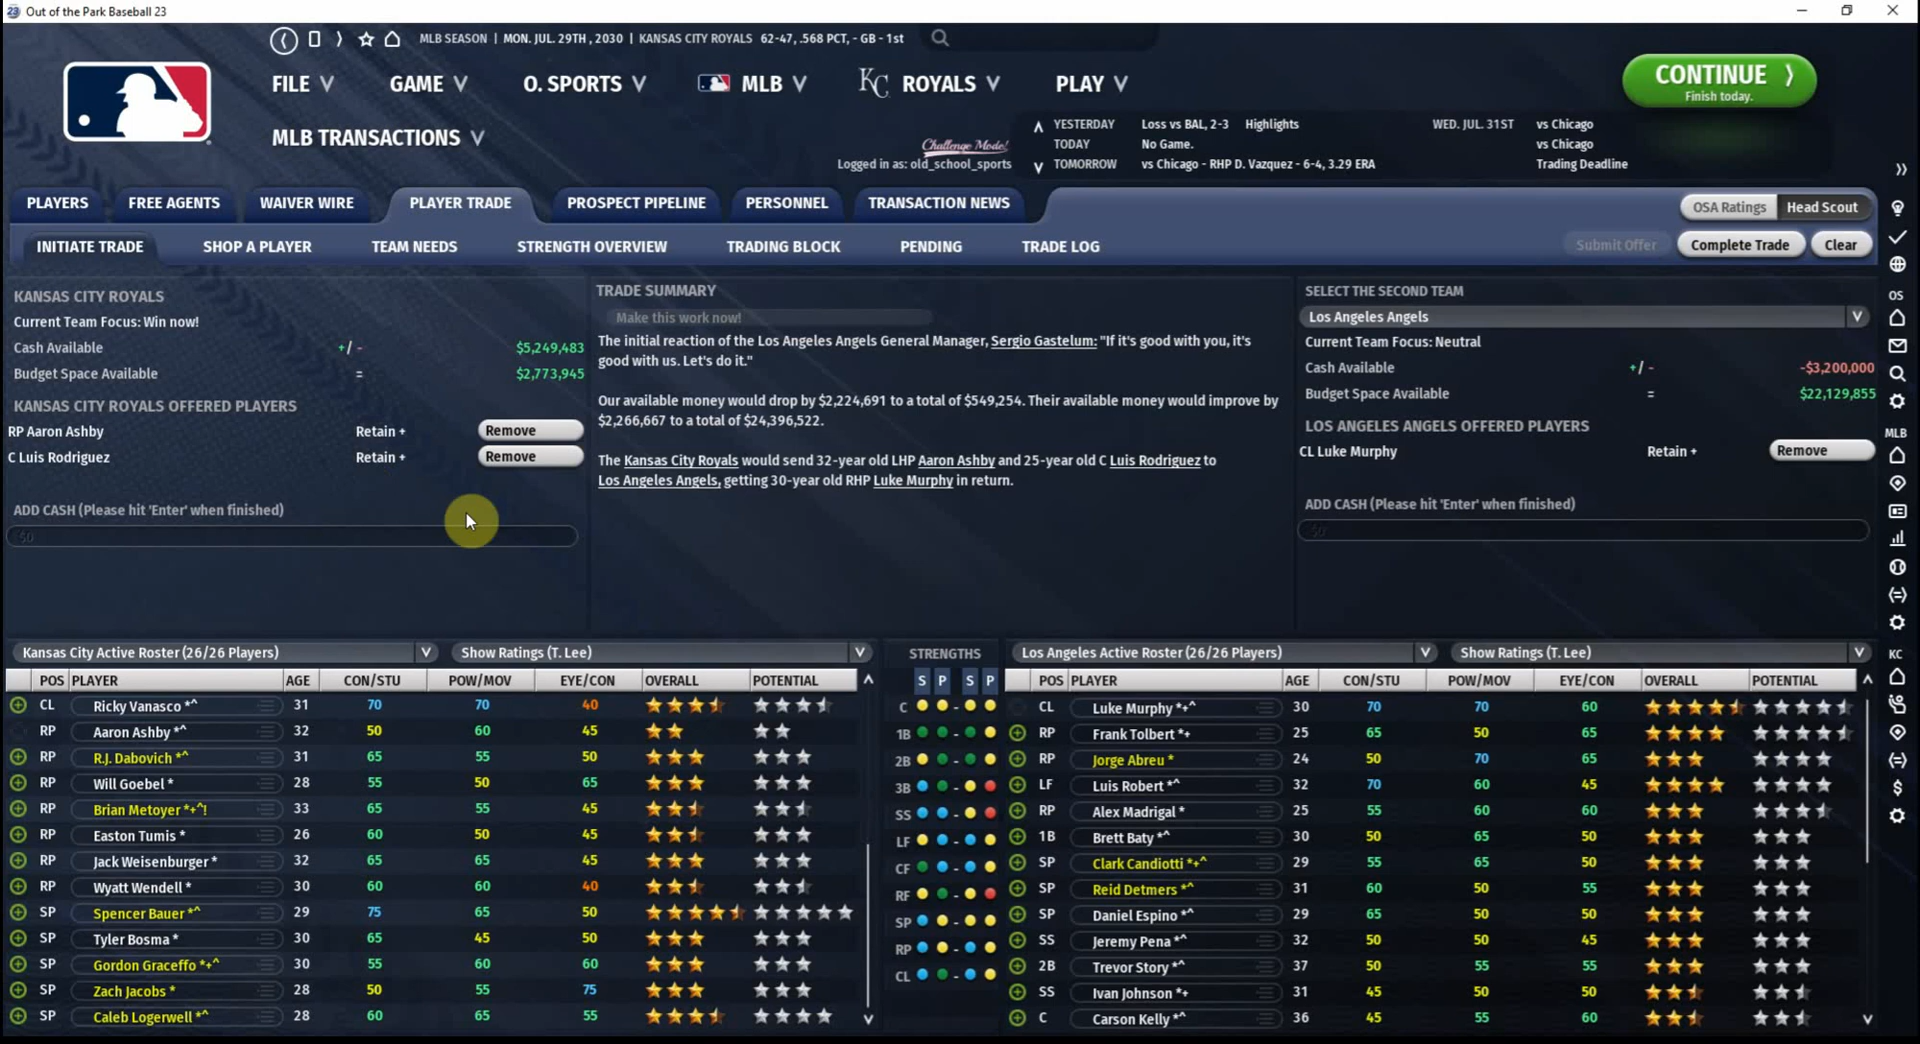 Out of the Park Baseball 23
MLB SEASON | MON. JUL. 29TH , 2030 | KANSAS CITY ROYALS 62-47, .568 PCT, - GB - 1st
FILE GAME O. SPORTS MLB KC ROYALS PLAY
CONTINUE
Finish today.
MLB TRANSACTIONS
Challenge Mode!
Logged in as: old_school_sports
YESTERDAY Loss vs BAL, 2-3 Highlights WED. JUL. 31ST vs Chicago
TODAY No Game. vs Chicago
TOMORROW vs Chicago - RHP D. Vazquez - 6-4, 3.29 ERA Trading Deadline
PLAYERS FREE AGENTS WAIVER WIRE PLAYER TRADE PROSPECT PIPELINE PERSONNEL TRANSACTION NEWS
OSA Ratings Head Scout
INITIATE TRADE SHOP A PLAYER TEAM NEEDS STRENGTH OVERVIEW TRADING BLOCK PENDING TRADE LOG
Submit Offer Complete Trade Clear
KANSAS CITY ROYALS
Current Team Focus: Win now!
Cash Available +/- $5,249,483
Budget Space Available = $2,773,945
KANSAS CITY ROYALS OFFERED PLAYERS
RP Aaron Ashby Retain + Remove
C Luis Rodriguez Retain + Remove
ADD CASH (Please hit 'Enter' when finished)
$0
TRADE SUMMARY
Make this work now!
The initial reaction of the Los Angeles Angels General Manager, Sergio Gastelum: "If it's good with you, it's
good with us. Let's do it."
Our available money would drop by $2,224,691 to a total of $549,254. Their available money would improve by
$2,266,667 to a total of $24,396,522.
The Kansas City Royals would send 32-year old LHP Aaron Ashby and 25-year old C Luis Rodriguez to
Los Angeles Angels, getting 30-year old RHP Luke Murphy in return.
SELECT THE SECOND TEAM
Los Angeles Angels
Current Team Focus: Neutral
Cash Available +/- -$3,200,000
Budget Space Available = $22,129,855
LOS ANGELES ANGELS OFFERED PLAYERS
CL Luke Murphy Retain + Remove
ADD CASH (Please hit 'Enter' when finished)
$0
OS
MLB
KC
Kansas City Active Roster (26/26 Players) Show Ratings (T. Lee)
POS PLAYER AGE CON/STU POW/MOV EYE/CON OVERALL POTENTIAL
CL Ricky Vanasco *^ 31 70 70 40
RP Aaron Ashby *^ 32 50 60 45
RP R.J. Dabovich *^ 31 65 55 50
RP Will Goebel * 28 55 50 65
RP Brian Metoyer *+^! 33 65 55 45
RP Easton Tumis * 26 60 50 45
RP Jack Weisenburger * 32 65 65 45
RP Wyatt Wendell * 30 60 60 40
SP Spencer Bauer *^ 29 75 65 50
SP Tyler Bosma * 30 65 45 50
SP Gordon Graceffo *+^ 30 55 60 60
SP Zach Jacobs * 28 50 55 75
SP Caleb Logerwell *^ 28 60 65 55
STRENGTHS
S P S P
C -
1B -
2B -
3B -
SS -
LF -
CF -
RF -
SP -
RP -
CL -
Los Angeles Active Roster (26/26 Players) Show Ratings (T. Lee)
POS PLAYER AGE CON/STU POW/MOV EYE/CON OVERALL POTENTIAL
CL Luke Murphy *+^ 30 70 70 60
RP Frank Tolbert *+ 25 65 50 65
RP Jorge Abreu * 24 50 70 65
LF Luis Robert *^ 32 70 60 45
RP Alex Madrigal * 25 55 60 60
1B Brett Baty *^ 30 50 65 50
SP Clark Candiotti *+^ 29 55 65 50
SP Reid Detmers *^ 31 60 50 55
SP Daniel Espino *^ 29 65 50 50
SS Jeremy Pena *^ 32 50 50 45
2B Trevor Story *^ 37 50 55 55
SS Ivan Johnson *+ 31 45 50 50
C Carson Kelly *^ 36 45 55 60